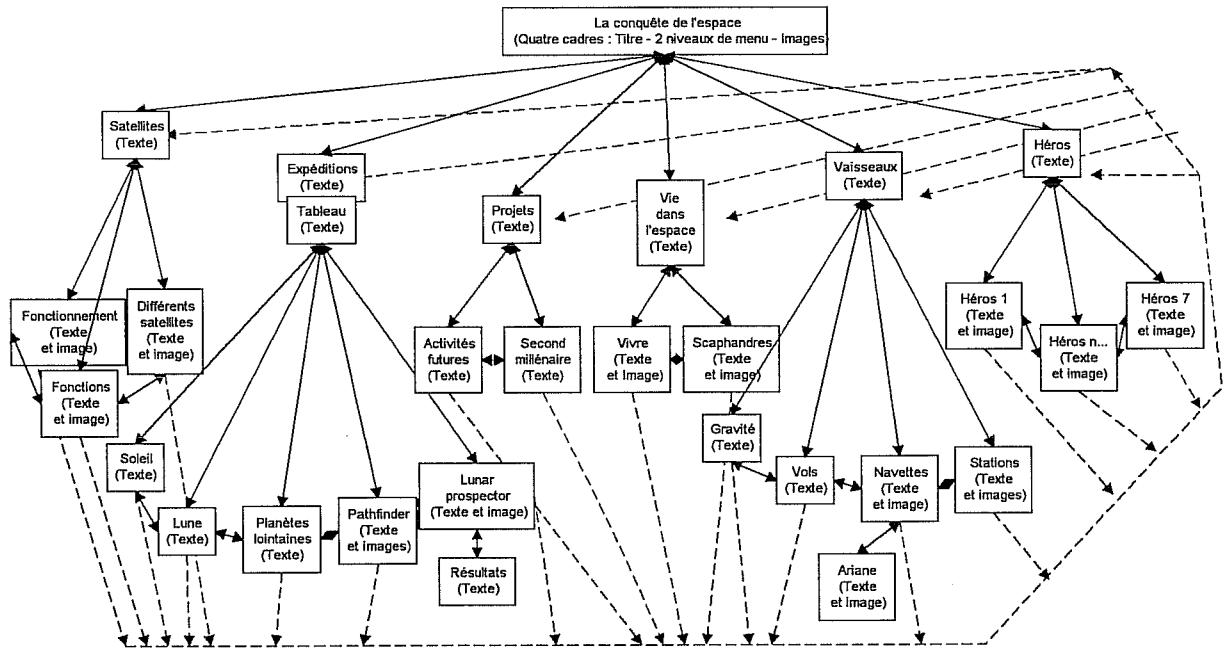 La conquête de l'espace
(Quatre cadres : Titre - 2 niveaux de menu - images)
Satellites
(Texte)
Expéditions
(Texte)
Tableau
(Texte)
Projets
(Texte)
Vie
dans
l'espace
(Texte)
Vaisseaux
(Texte)
Héros
(Texte)
Fonctionnement
(Texte
et image)
Différents
satellites
(Texte
et image)
Fonctions
(Texte
et image)
Activités
futures
(Texte)
Second
millénaire
(Texte)
Vivre
(Texte
et Image)
Scaphandres
(Texte
et image)
Héros 1
(Texte
et image)
Héros n...
(Texte
et image)
Héros 7
(Texte
et image)
Soleil
(Texte)
Lune
(Texte)
Planètes
lointaines
(Texte)
Pathfinder
(Texte
et images)
Lunar
prospector
(Texte et image)
Résultats
(Texte)
Gravité
(Texte)
Vols
(Texte)
Navettes
(Texte
et image)
Stations
(Texte
et images)
Ariane
(Texte
et Image)